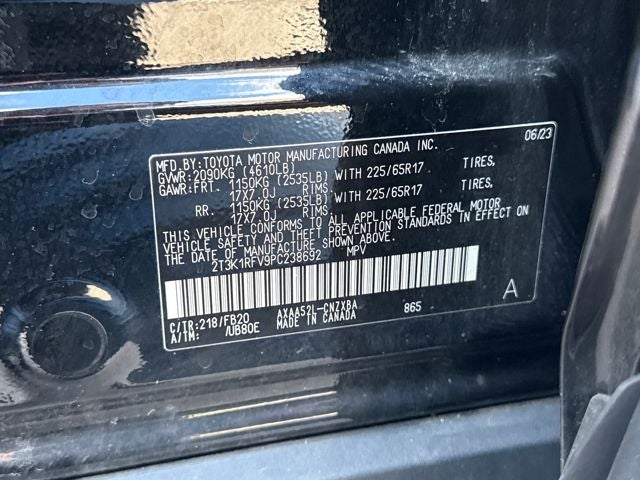 MFD.BY:TOYOTA MOTOR MANUFACTURING CANADA INC. 06/23
GVWR:2090KG (4610LB)
GAWR:FRT. 1150KG (2535LB) WITH 225/65R17 TIRES,
17X7.0J RIMS
RR. 1150KG (2535LB) WITH 225/65R17 TIRES,
17X7.0J RIMS
THIS VEHICLE CONFORMS TO ALL APPLICABLE FEDERAL MOTOR
VEHICLE SAFETY AND THEFT PREVENTION STANDARDS IN EFFECT ON
THE DATE OF MANUFACTURE SHOWN ABOVE.
2T3K1RFV9PC238692 MPV
C/TR:218/FB20 AXAA52L-CNZXBA 865 A
A/TM: /UB80E MADE IN CANADA